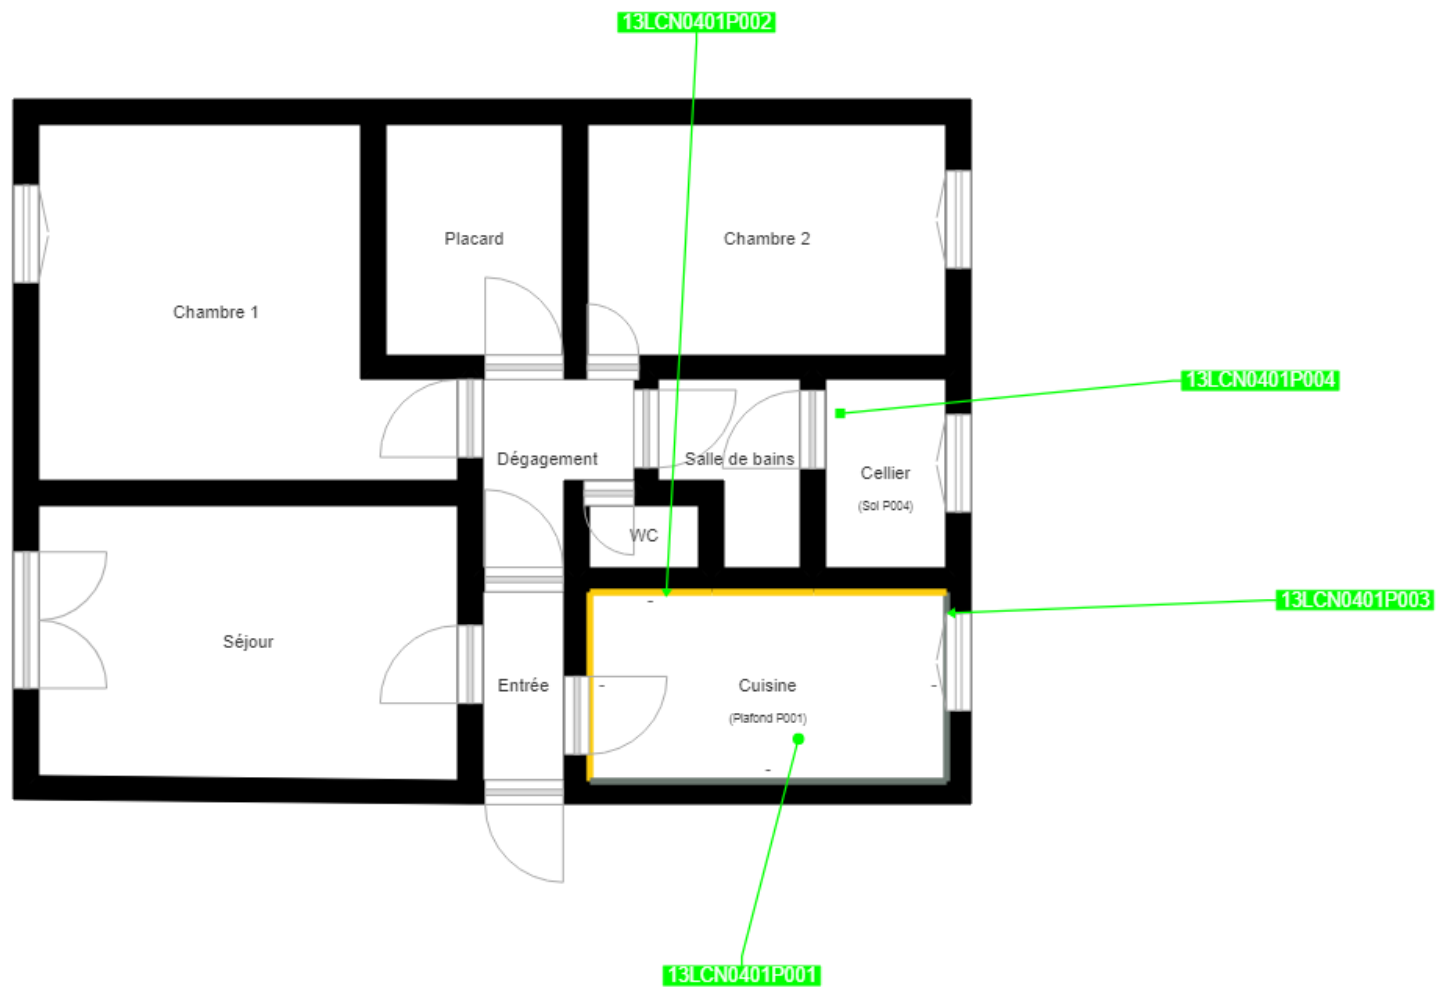 13LCN0401P002
Placard
Chambre 2
Chambre 1
13LCN0401P004
Dégagement
Salle de bains
Cellier
(Sol P004)
WC
13LCN0401P003
Séjour
Entrée
Cuisine
(Plafond P001)
13LCN0401P001